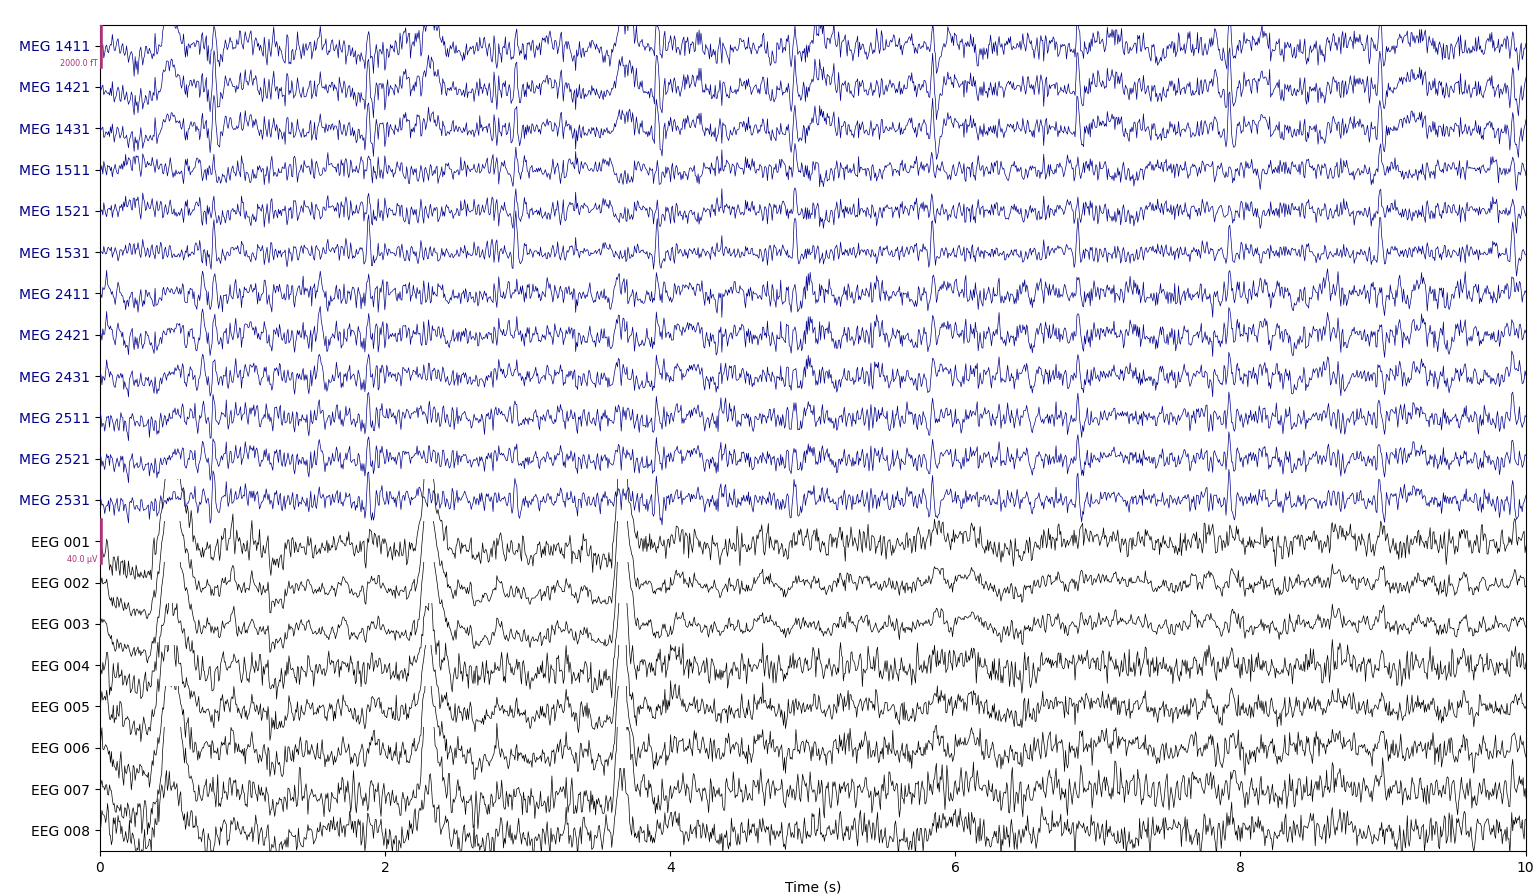 MEG 1411
2000.0 fT
MEG 1421
MEG 1431
MEG 1511
MEG 1521
MEG 1531
MEG 2411
MEG 2421
MEG 2431
MEG 2511
MEG 2521
MEG 2531
EEG 001
40.0 µV
EEG 002
EEG 003
EEG 004
EEG 005
EEG 006
EEG 007
EEG 008
0 2 4 6 8 10
Time (s)